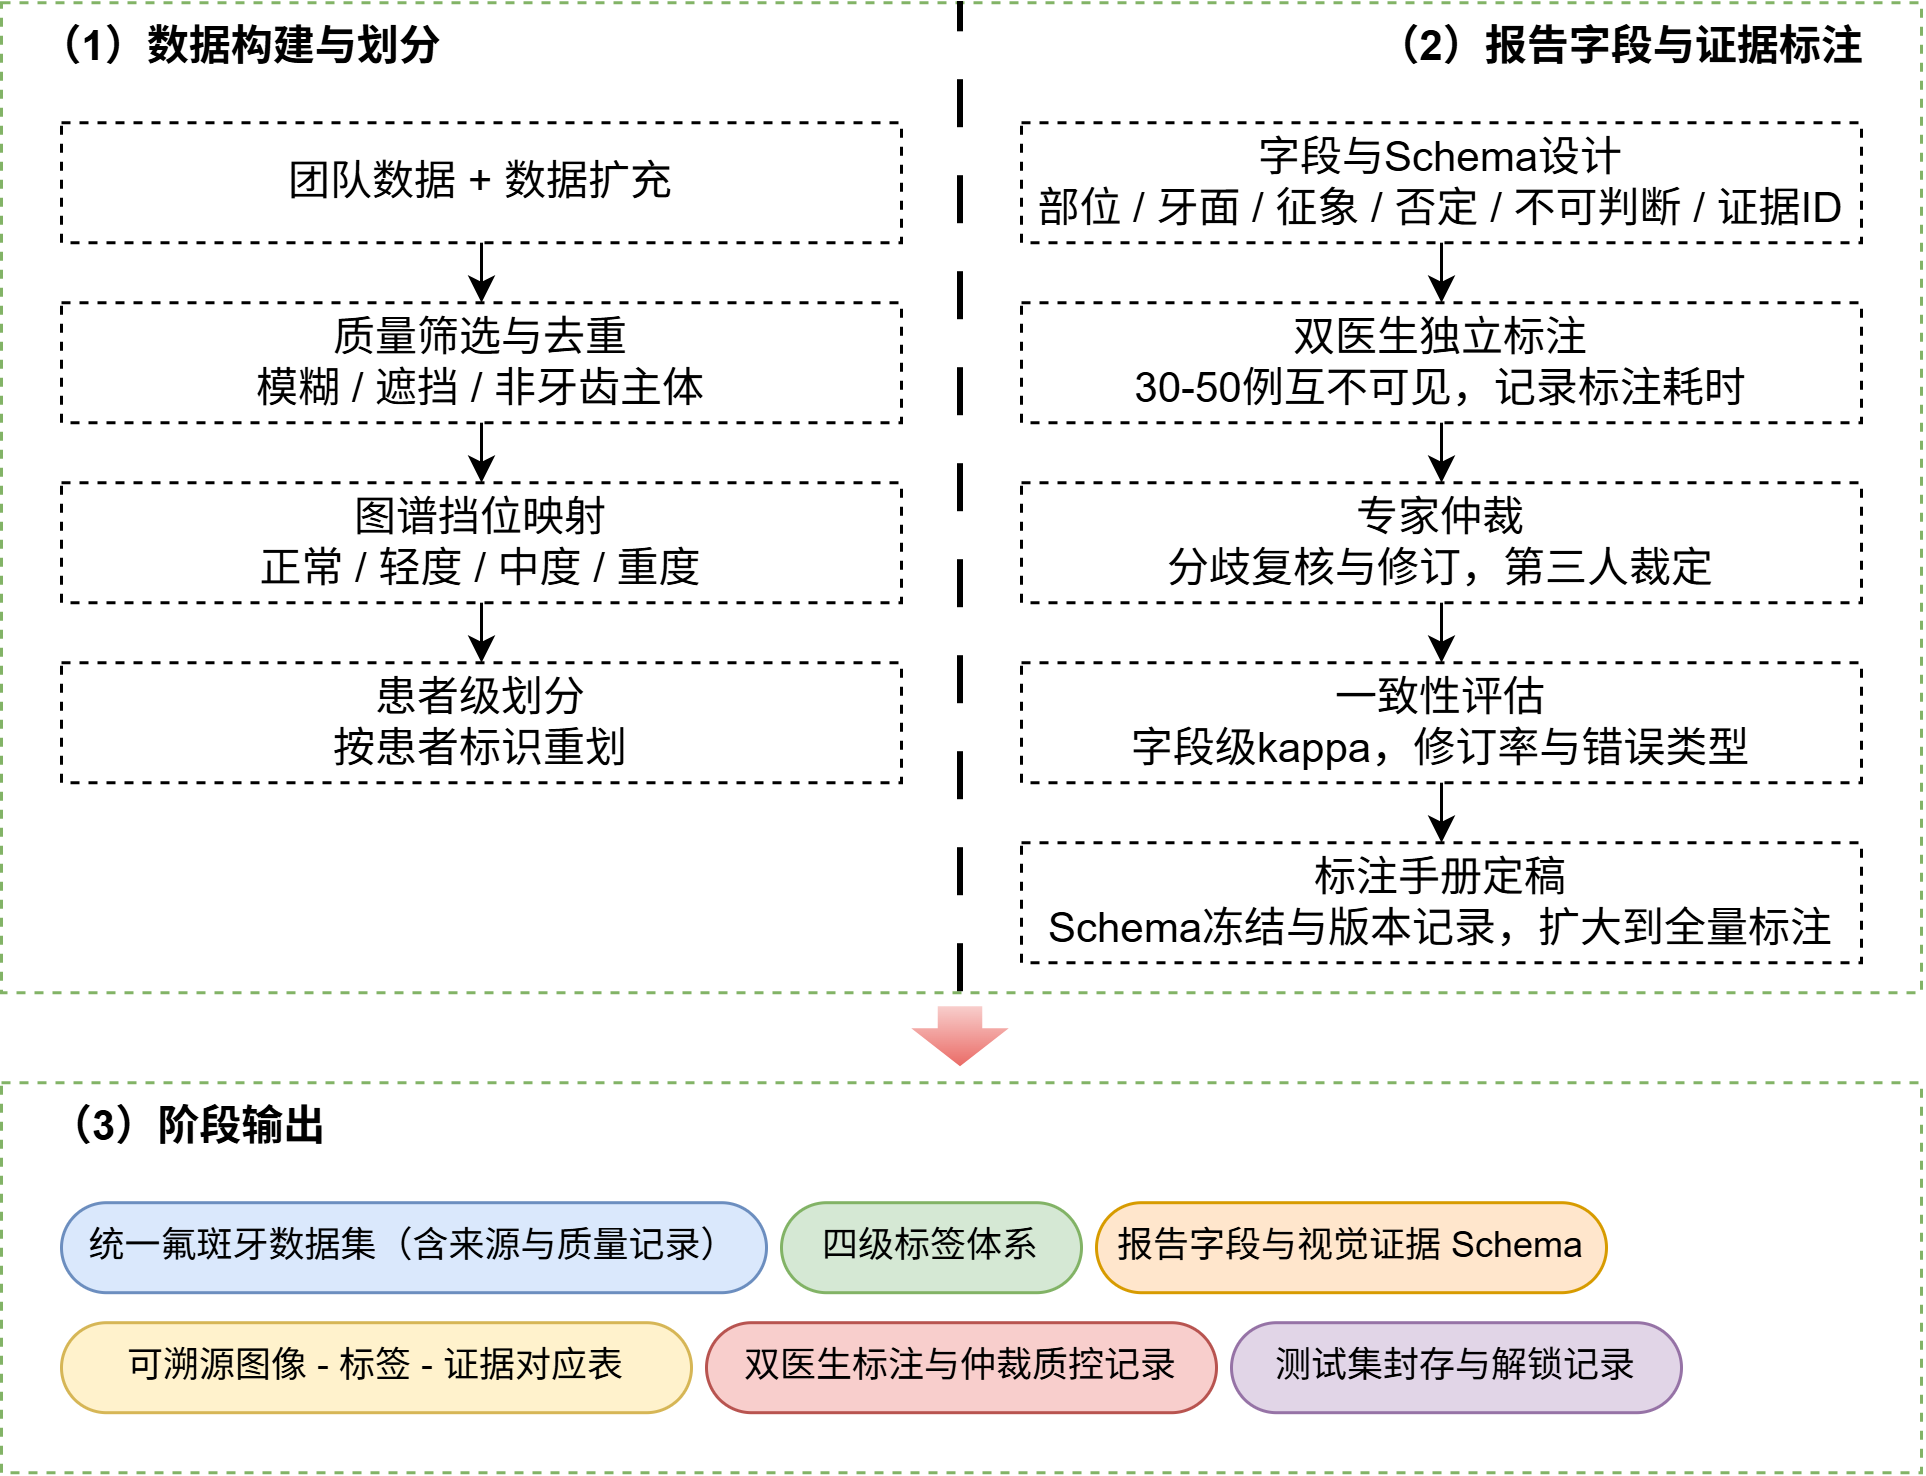 （1）数据构建与划分
团队数据 + 数据扩充
质量筛选与去重
模糊 / 遮挡 / 非牙齿主体
图谱挡位映射
正常 / 轻度 / 中度 / 重度
患者级划分
按患者标识重划
（2）报告字段与证据标注
字段与Schema设计
部位 / 牙面 / 征象 / 否定 / 不可判断 / 证据ID
双医生独立标注
30-50例互不可见，记录标注耗时
专家仲裁
分歧复核与修订，第三人裁定
一致性评估
字段级kappa，修订率与错误类型
标注手册定稿
Schema冻结与版本记录，扩大到全量标注
（3）阶段输出
统一氟斑牙数据集（含来源与质量记录）
四级标签体系
报告字段与视觉证据 Schema
可溯源图像 - 标签 - 证据对应表
双医生标注与仲裁质控记录
测试集封存与解锁记录